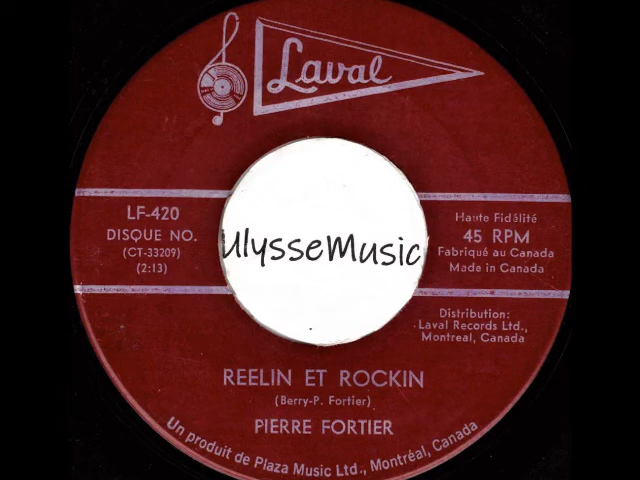 Laval
LF-420
DISQUE NO.
(CT-33209)
(2:13)
UlysseMusic
Haute Fidélité
45 RPM
Fabriqué au Canada
Made in Canada
Distribution:
Laval Records Ltd.,
Montreal, Canada
REELIN ET ROCKIN
(Berry-P. Fortier)
PIERRE FORTIER
Un produit de Plaza Music Ltd., Montréal, Canada